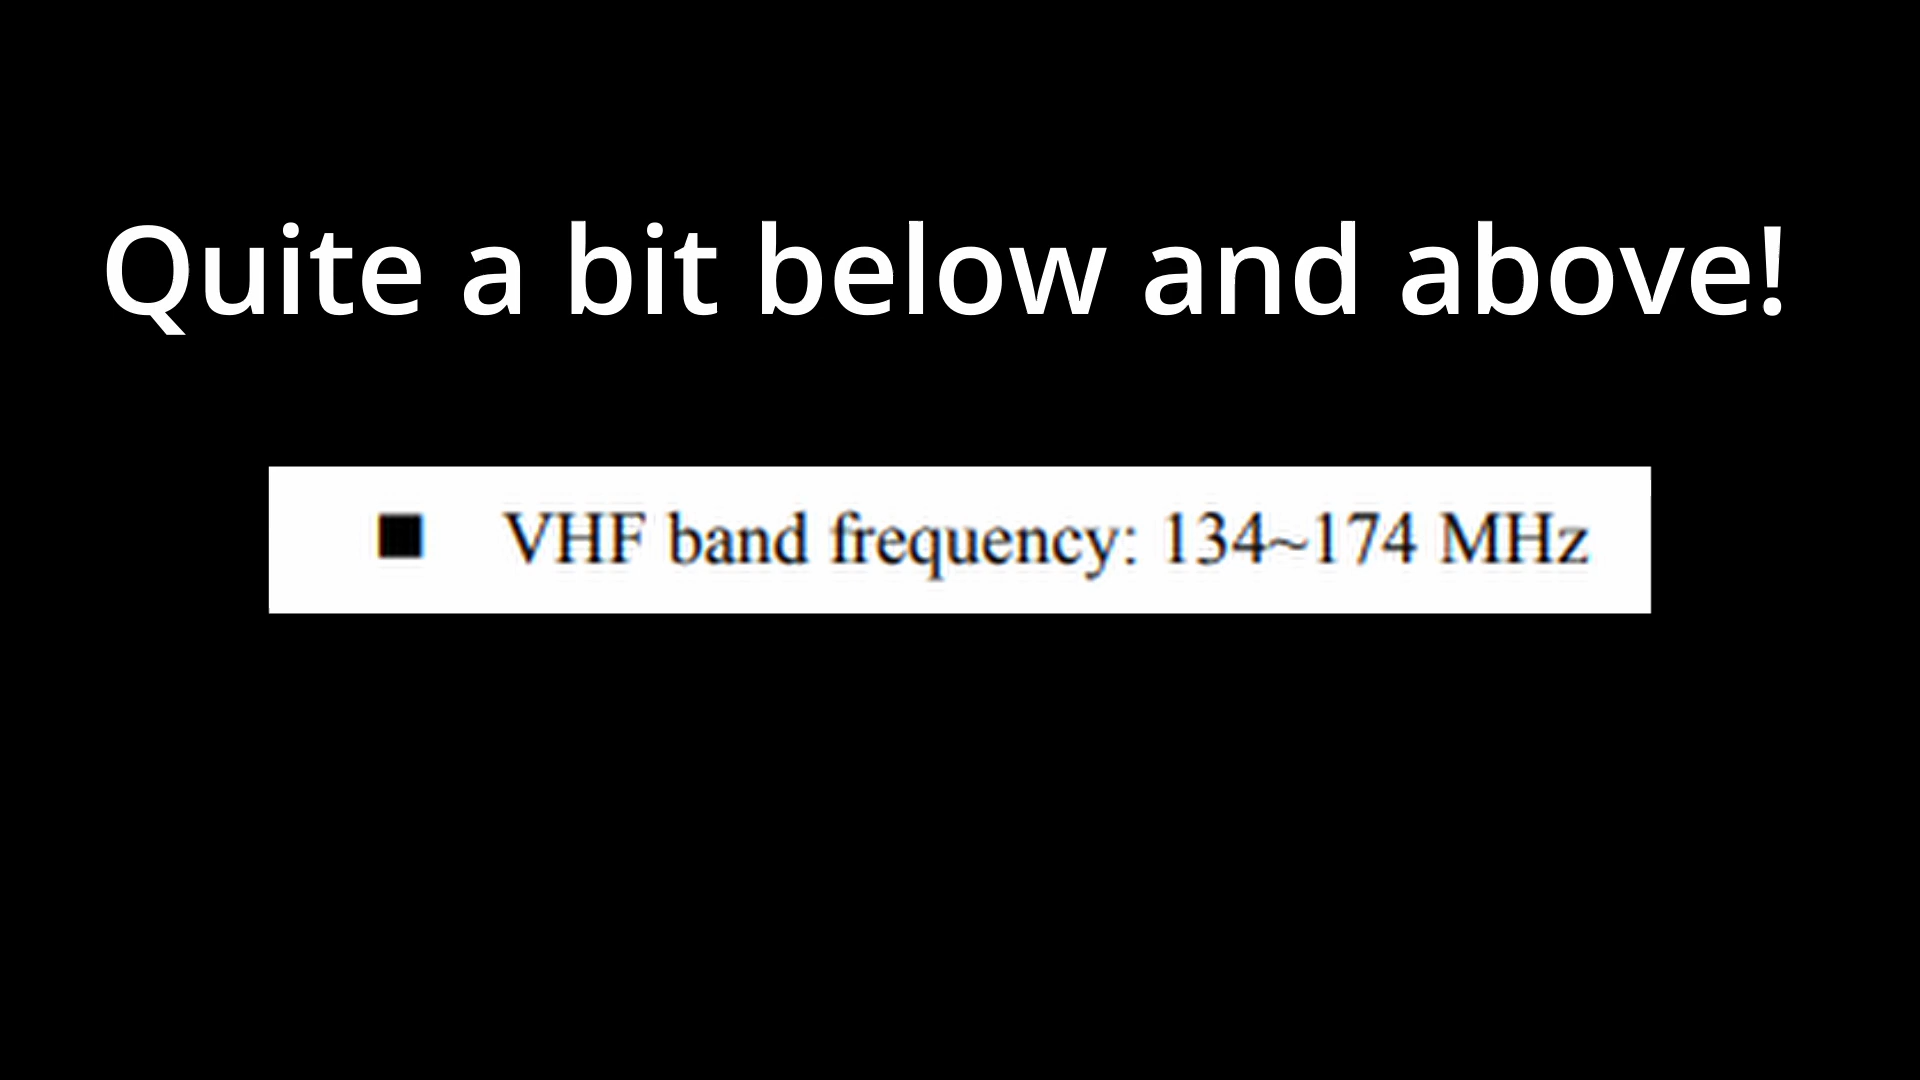 Quite a bit below and above!
■ VHF band frequency: 134~174 MHz